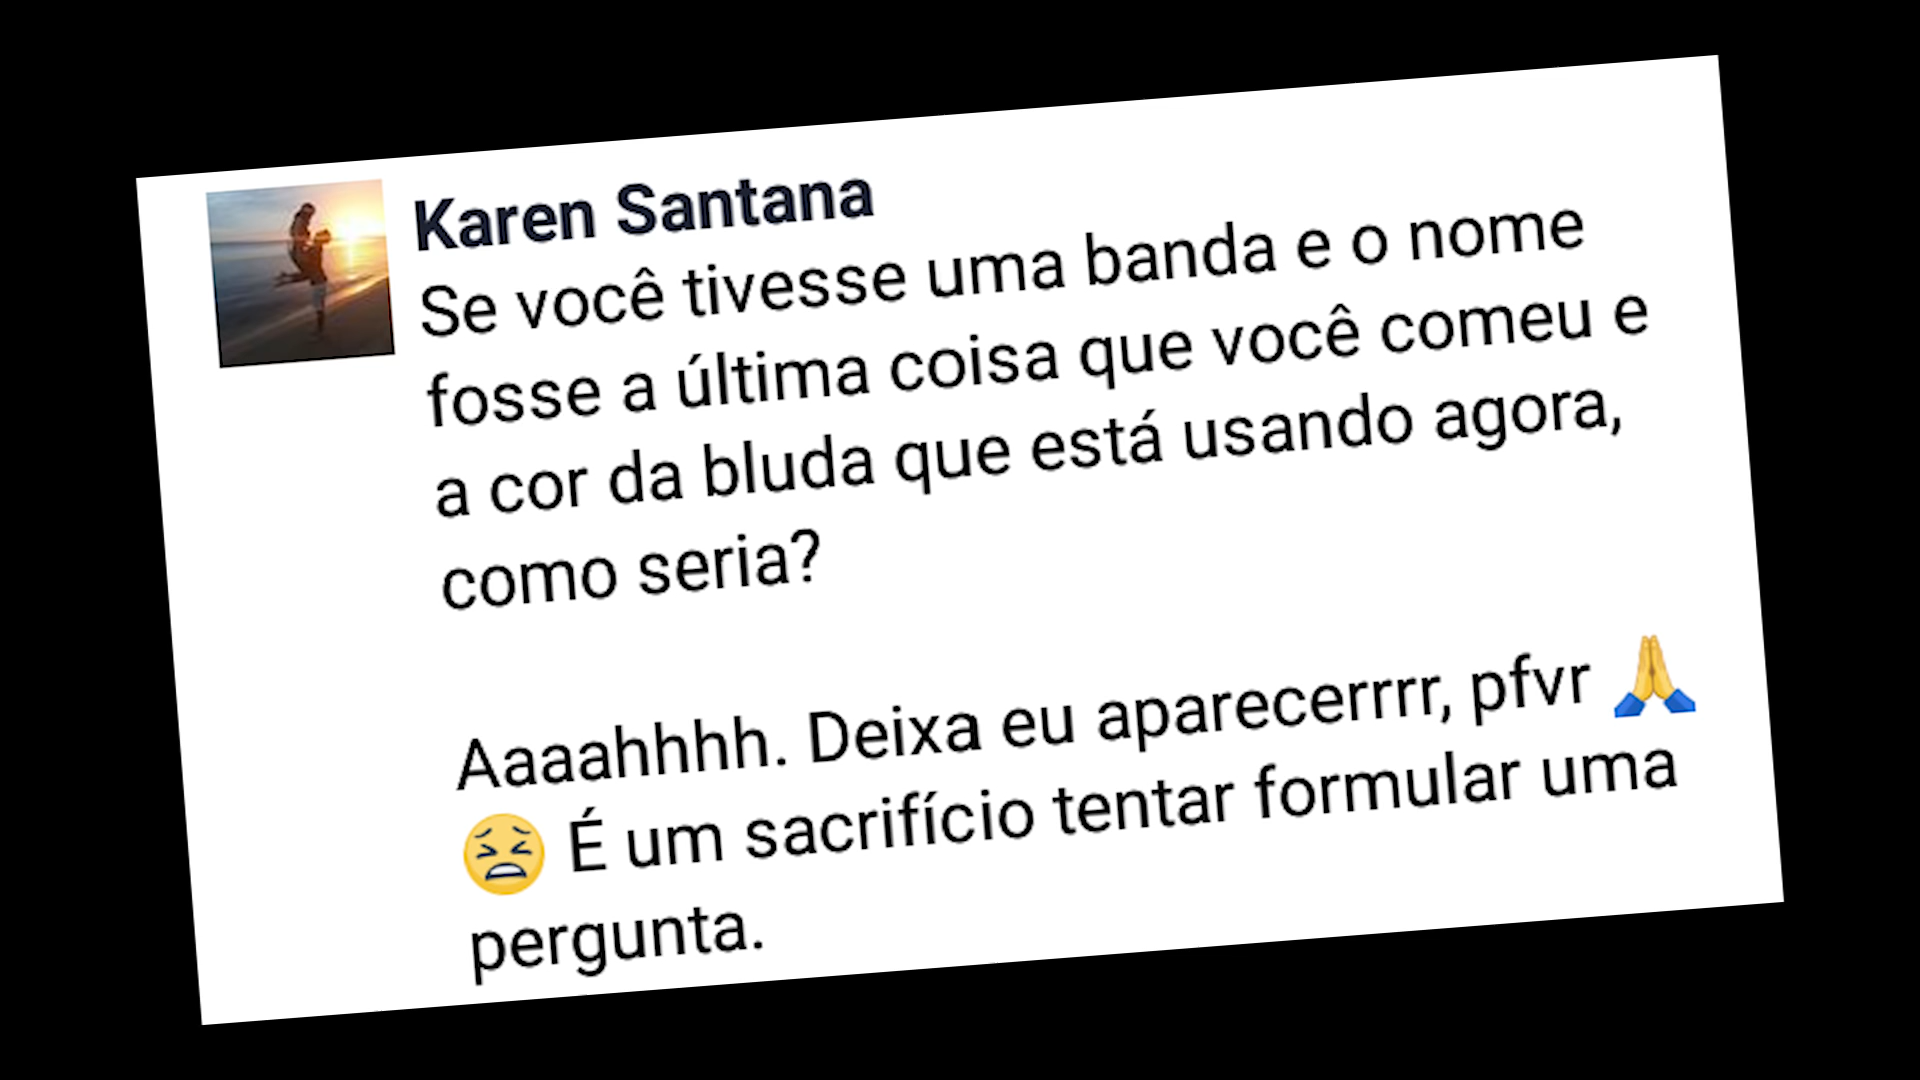 Karen Santana
Se você tivesse uma banda e o nome
fosse a última coisa que você comeu e
a cor da bluda que está usando agora,
como seria?
Aaaahhhh. Deixa eu aparecerrrr, pfvr 🙏
😫 É um sacrifício tentar formular uma
pergunta.